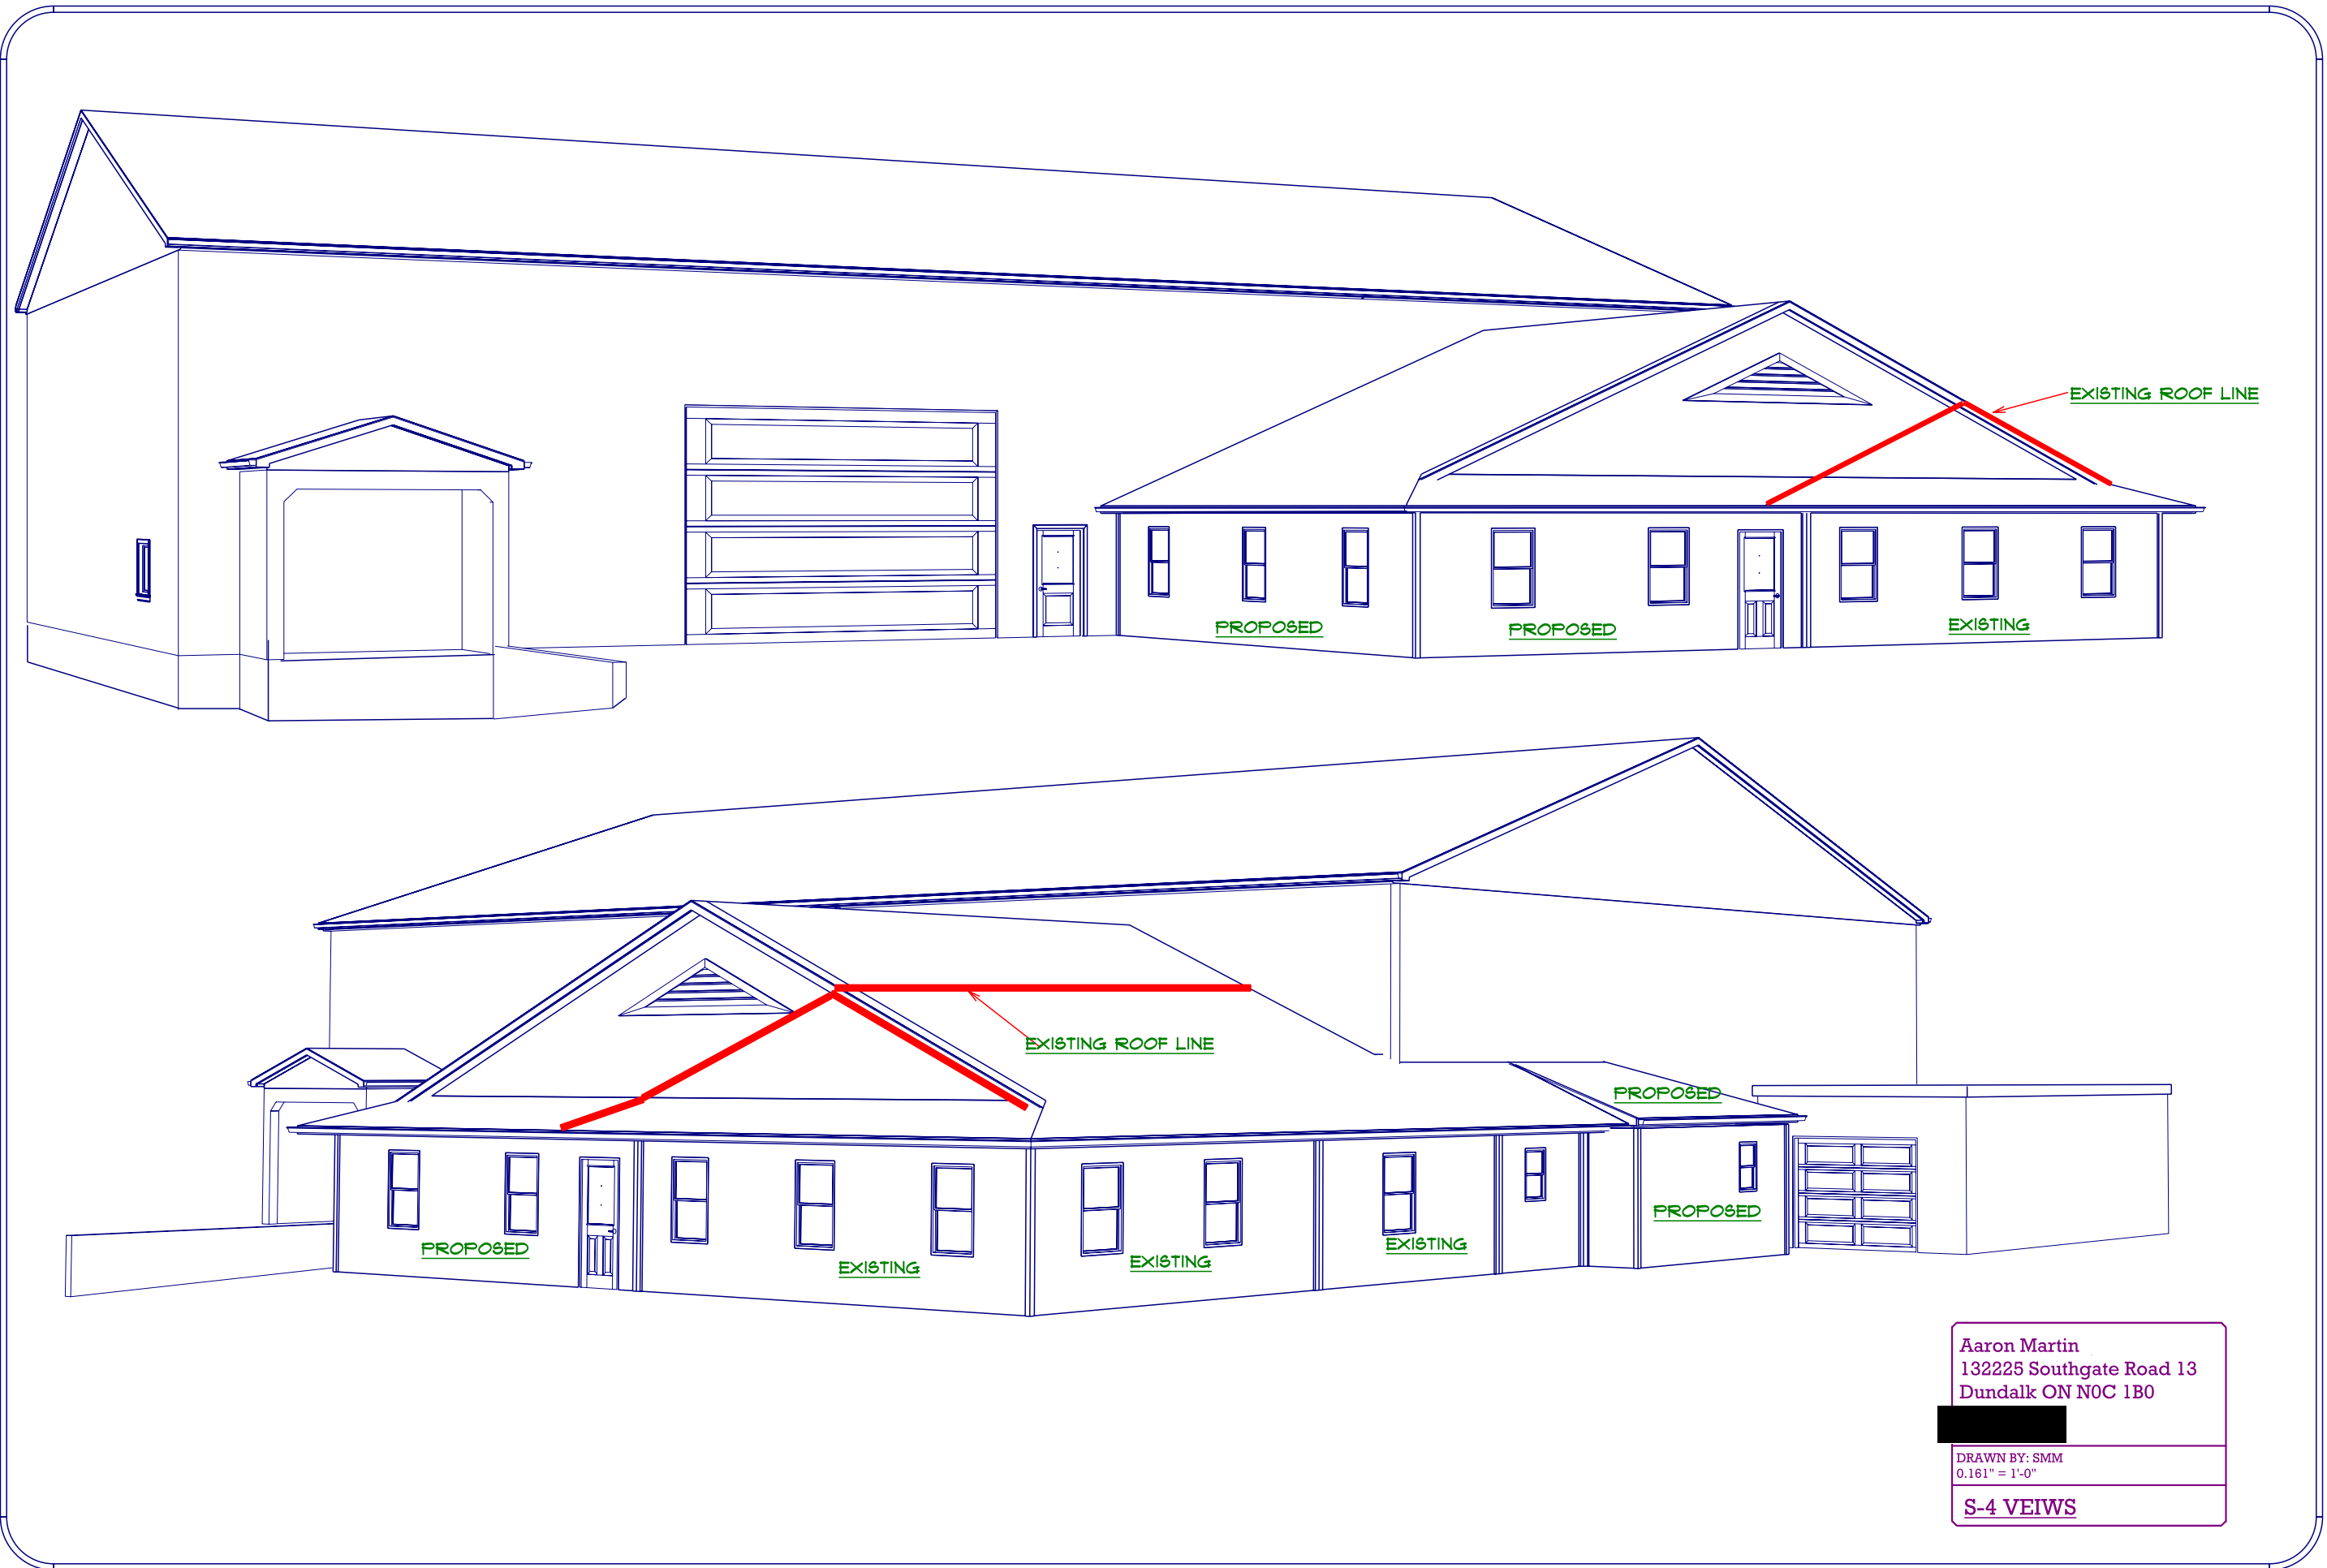 EXISTING ROOF LINE
PROPOSED
PROPOSED
EXISTING
EXISTING ROOF LINE
PROPOSED
PROPOSED
PROPOSED
EXISTING
EXISTING
EXISTING
Aaron Martin
132225 Southgate Road 13
Dundalk ON N0C 1B0
DRAWN BY: SMM
0.161" = 1'-0"
S-4 VEIWS